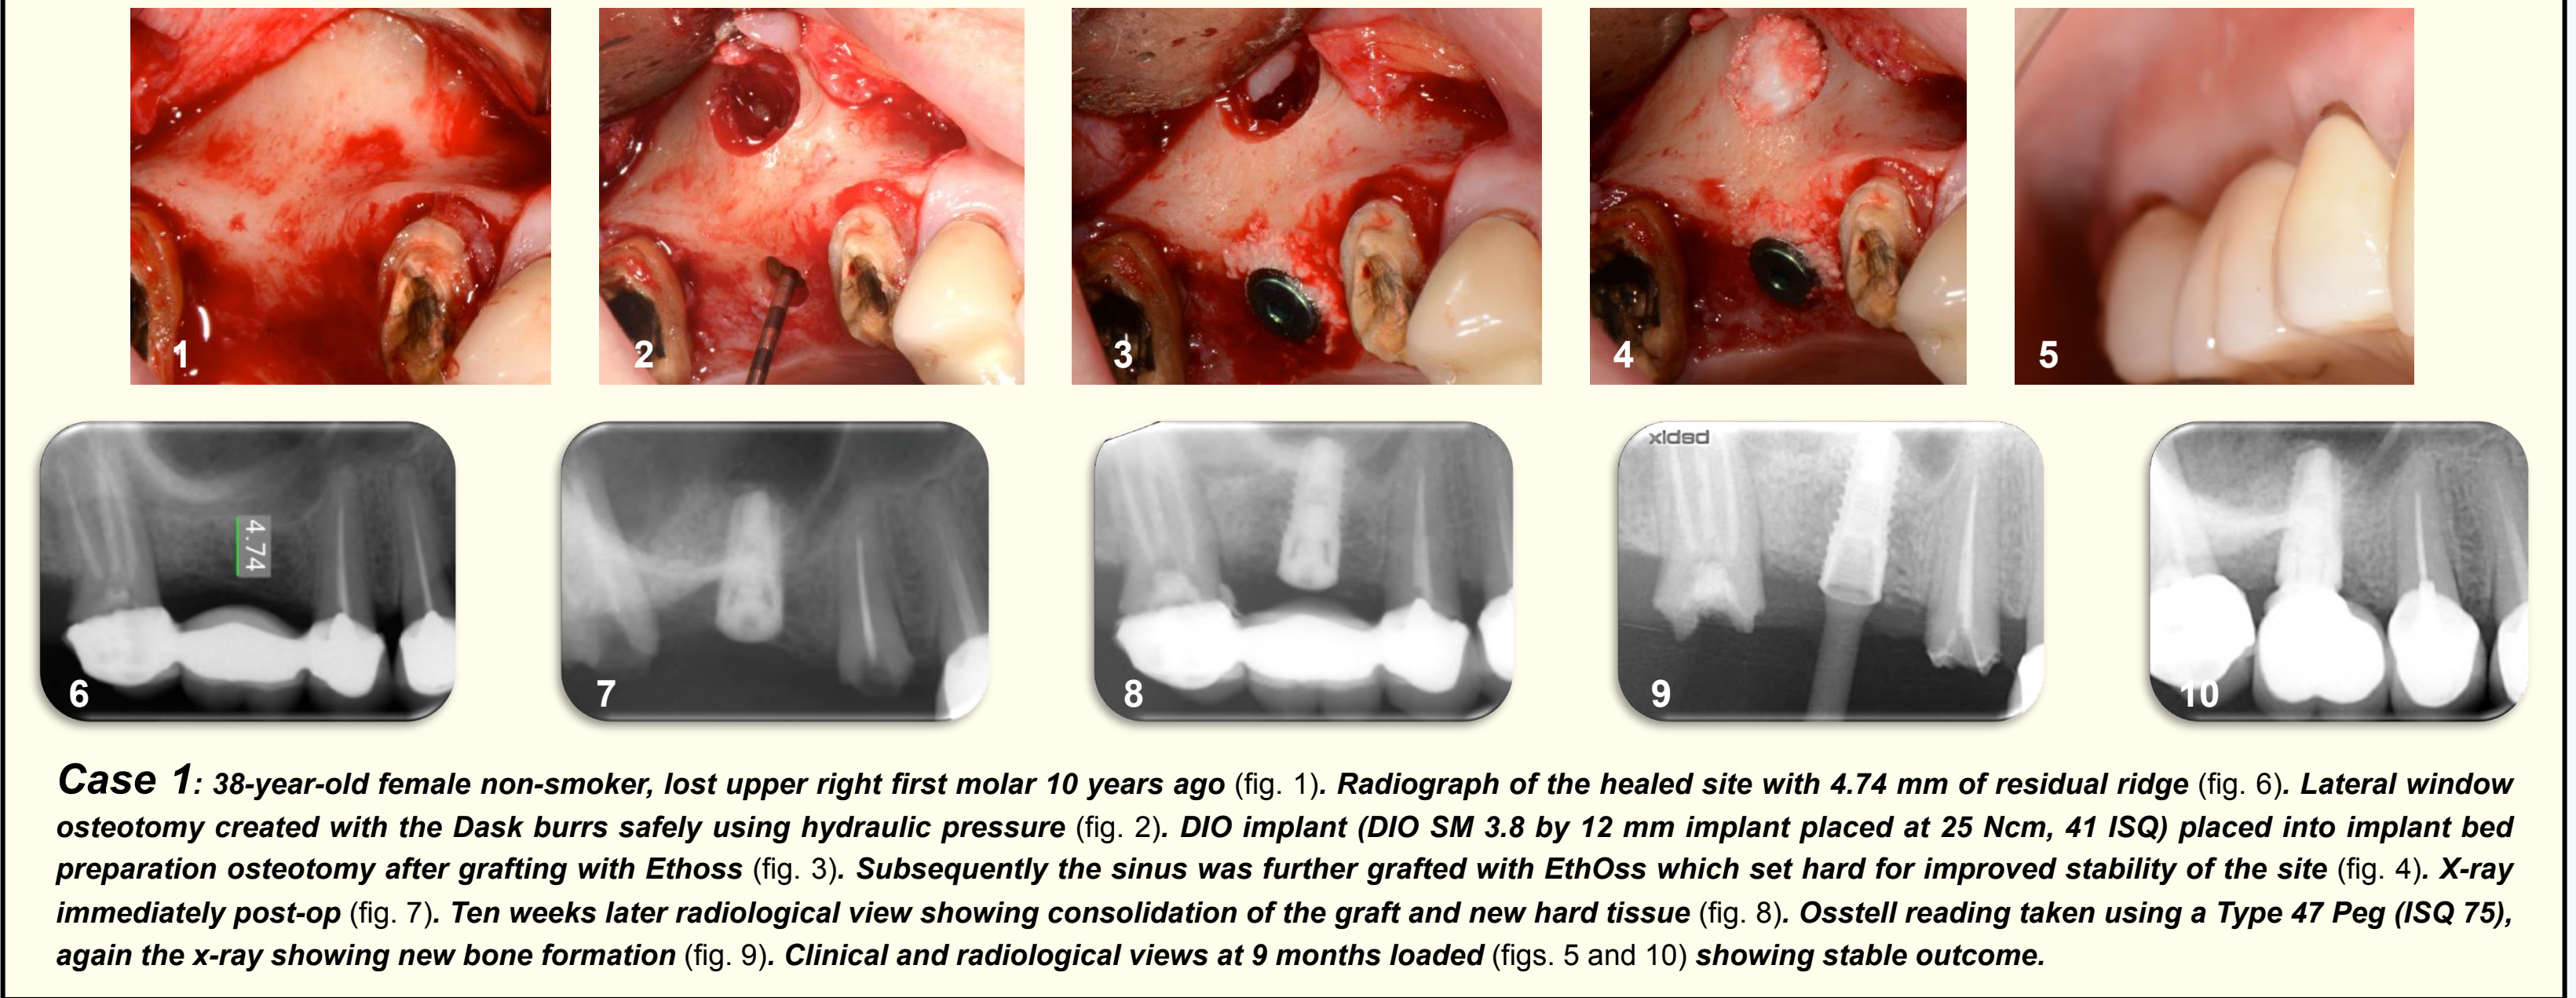 1
2
3
4
5
4.74
6
7
8
xldsd
9
10
Case 1: 38-year-old female non-smoker, lost upper right first molar 10 years ago (fig. 1). Radiograph of the healed site with 4.74 mm of residual ridge (fig. 6). Lateral window
osteotomy created with the Dask burrs safely using hydraulic pressure (fig. 2). DIO implant (DIO SM 3.8 by 12 mm implant placed at 25 Ncm, 41 ISQ) placed into implant bed
preparation osteotomy after grafting with Ethoss (fig. 3). Subsequently the sinus was further grafted with EthOss which set hard for improved stability of the site (fig. 4). X-ray
immediately post-op (fig. 7). Ten weeks later radiological view showing consolidation of the graft and new hard tissue (fig. 8). Osstell reading taken using a Type 47 Peg (ISQ 75),
again the x-ray showing new bone formation (fig. 9). Clinical and radiological views at 9 months loaded (figs. 5 and 10) showing stable outcome.